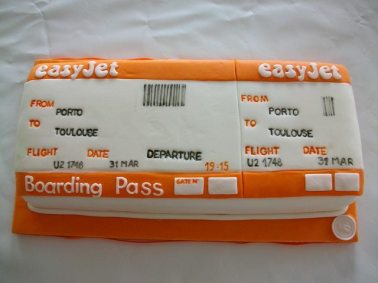 easyJet easyJet
FROM PORTO FROM PORTO
TO TOULOUSE TO TOULOUSE
FLIGHT DATE DEPARTURE FLIGHT DATE
U2 1748 31 MAR 19:15 U2 1748 31 MAR
Boarding Pass GATE Nº